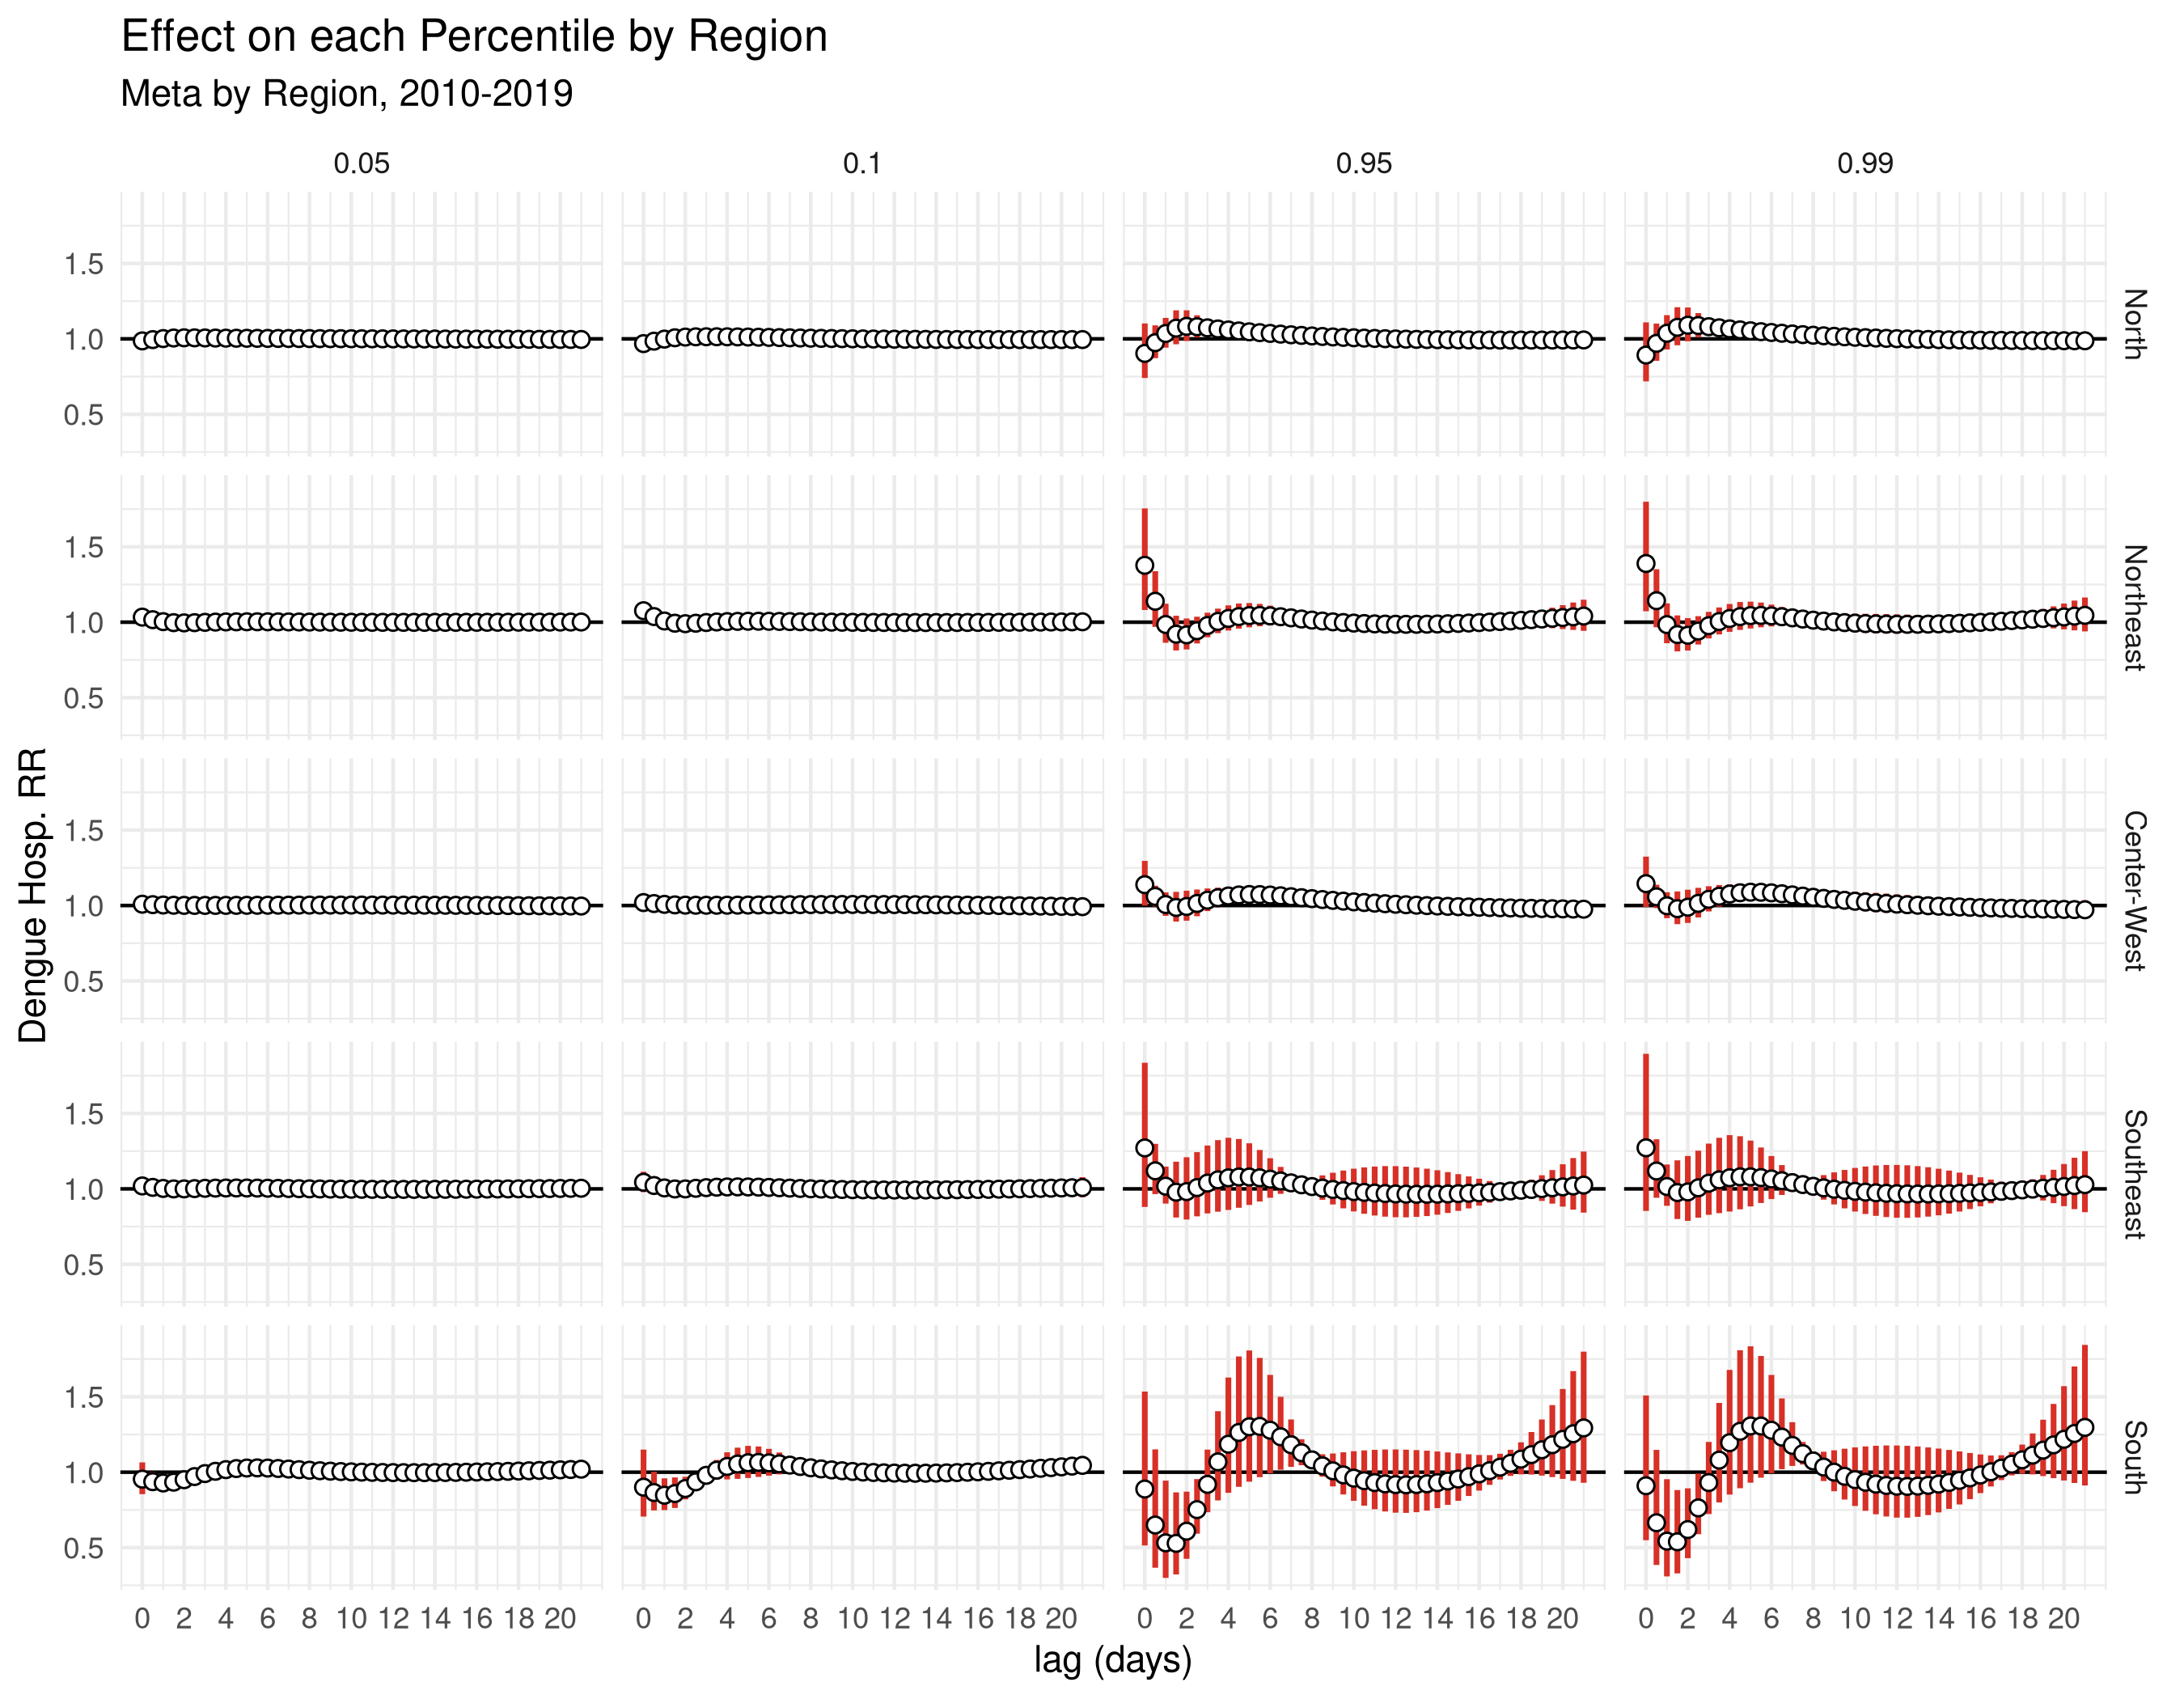 Effect on each Percentile by Region
Meta by Region, 2010-2019
0.05 0.1 0.95 0.99
1.5
1.0
0.5
North
1.5
1.0
0.5
Northeast
1.5
1.0
0.5
Center-West
1.5
1.0
0.5
Southeast
1.5
1.0
0.5
South
Dengue Hosp. RR
0 2 4 6 8 10 12 14 16 18 20 0 2 4 6 8 10 12 14 16 18 20 0 2 4 6 8 10 12 14 16 18 20 0 2 4 6 8 10 12 14 16 18 20
lag (days)